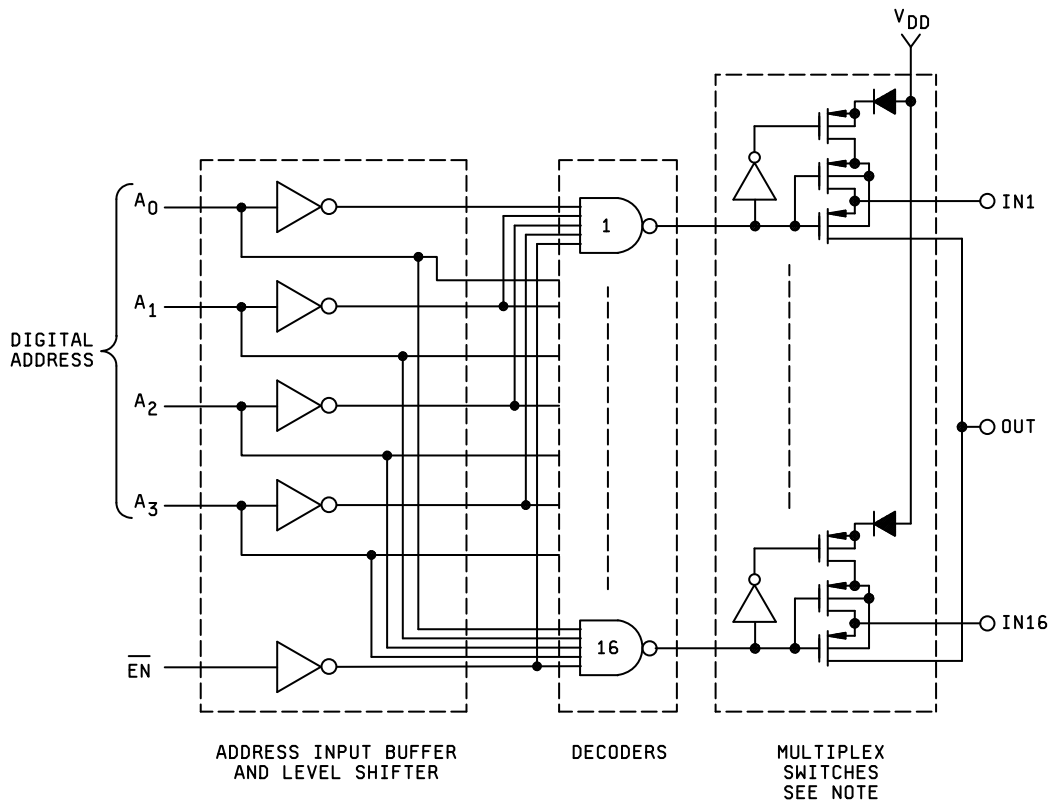 VDD
A0
1
IN1
A1
DIGITAL
ADDRESS
A2
OUT
A3
16
IN16
EN
ADDRESS INPUT BUFFER
AND LEVEL SHIFTER
DECODERS
MULTIPLEX
SWITCHES
SEE NOTE